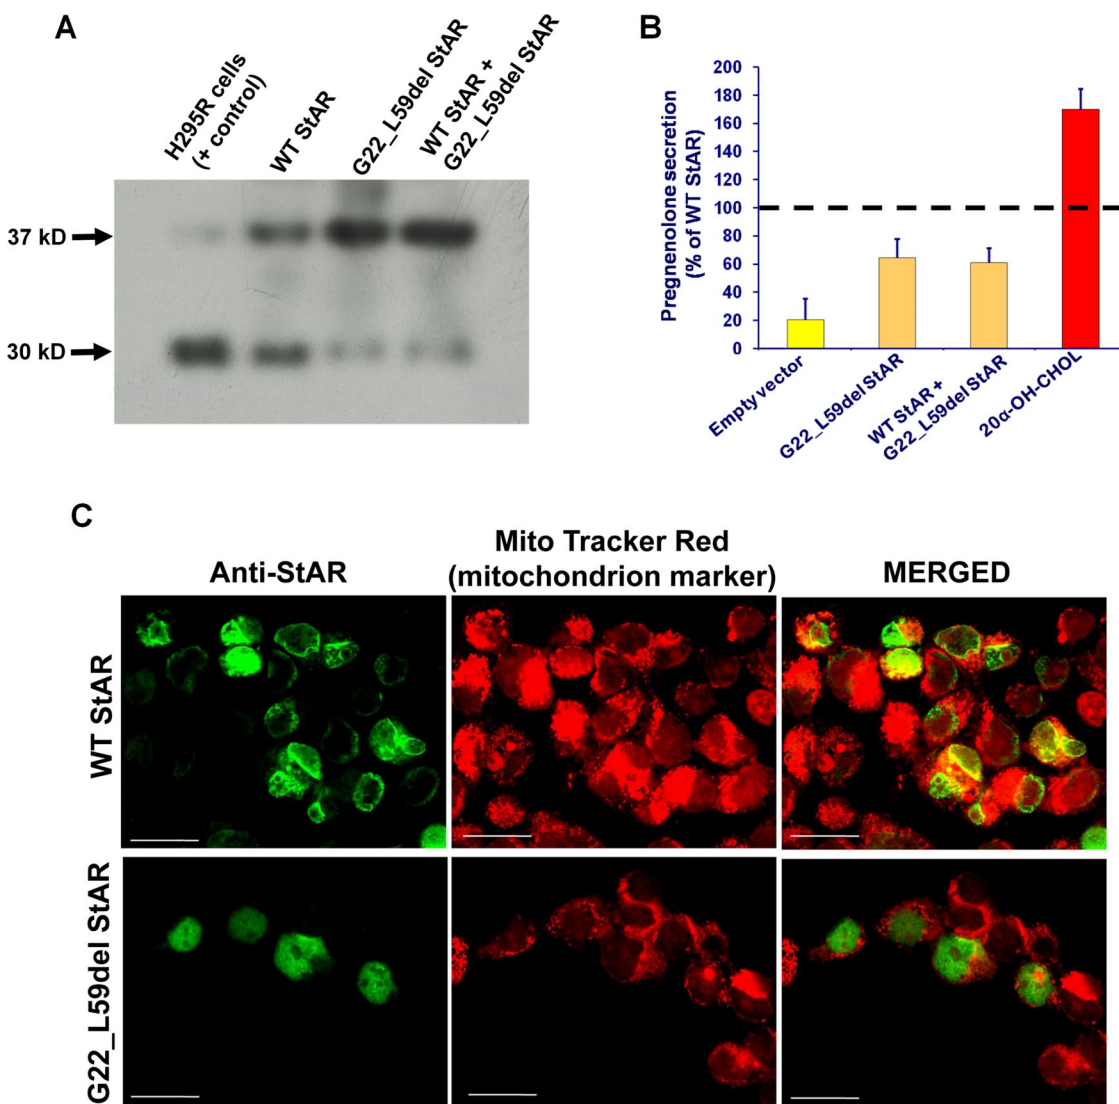 A
H295R cells
(+ control)
WT StAR
G22_L59del StAR
WT StAR +
G22_L59del StAR
37 kD
30 kD
B
Pregnenolone secretion
(% of WT StAR)
200
180
160
140
120
100
80
60
40
20
0
Empty vector
G22_L59del StAR
WT StAR +
G22_L59del StAR
20α-OH-CHOL
C
Anti-StAR
Mito Tracker Red
(mitochondrion marker)
MERGED
WT StAR
G22_L59del StAR